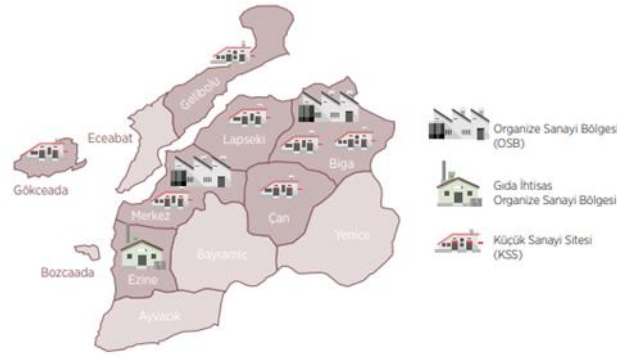 Gelibolu
Eceabat
Lapseki
Biga
Gökçeada
Merkez
Çan
Yenice
Bayramiç
Bozcaada
Ezine
Ayvacık
Organize Sanayi Bölgesi
(OSB)
Gıda İhtisas
Organize Sanayi Bölgesi
Küçük Sanayi Sitesi
(KSS)